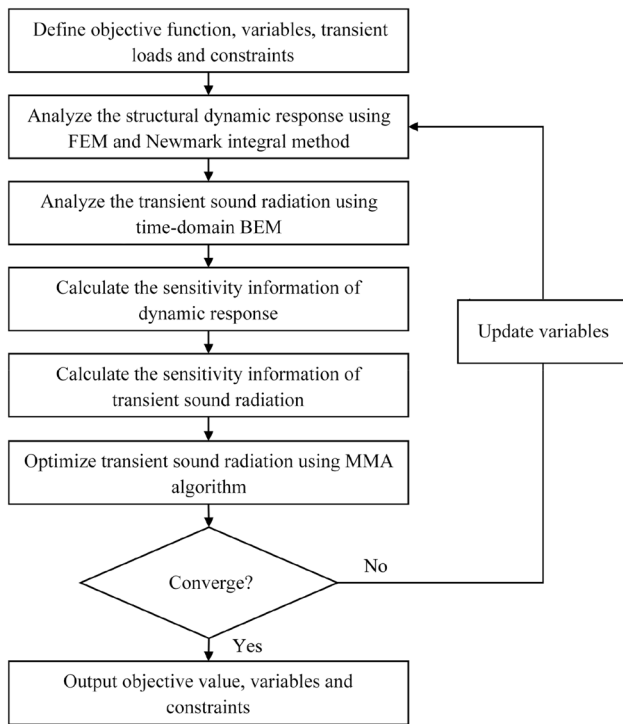 Define objective function, variables, transient
loads and constraints
Analyze the structural dynamic response using
FEM and Newmark integral method
Analyze the transient sound radiation using
time-domain BEM
Calculate the sensitivity information of
dynamic response
Update variables
Calculate the sensitivity information of
transient sound radiation
Optimize transient sound radiation using MMA
algorithm
Converge?
No
Yes
Output objective value, variables and
constraints